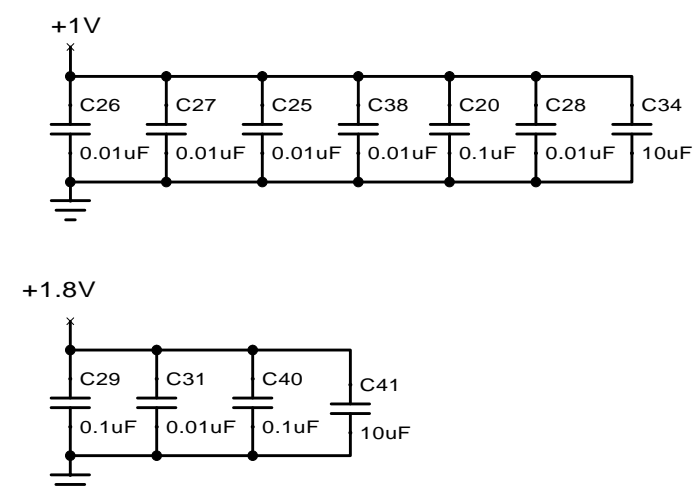 +1V
C26 C27 C25 C38 C20 C28 C34
0.01uF 0.01uF 0.01uF 0.01uF 0.1uF 0.01uF 10uF
+1.8V
C29 C31 C40 C41
0.1uF 0.01uF 0.1uF 10uF